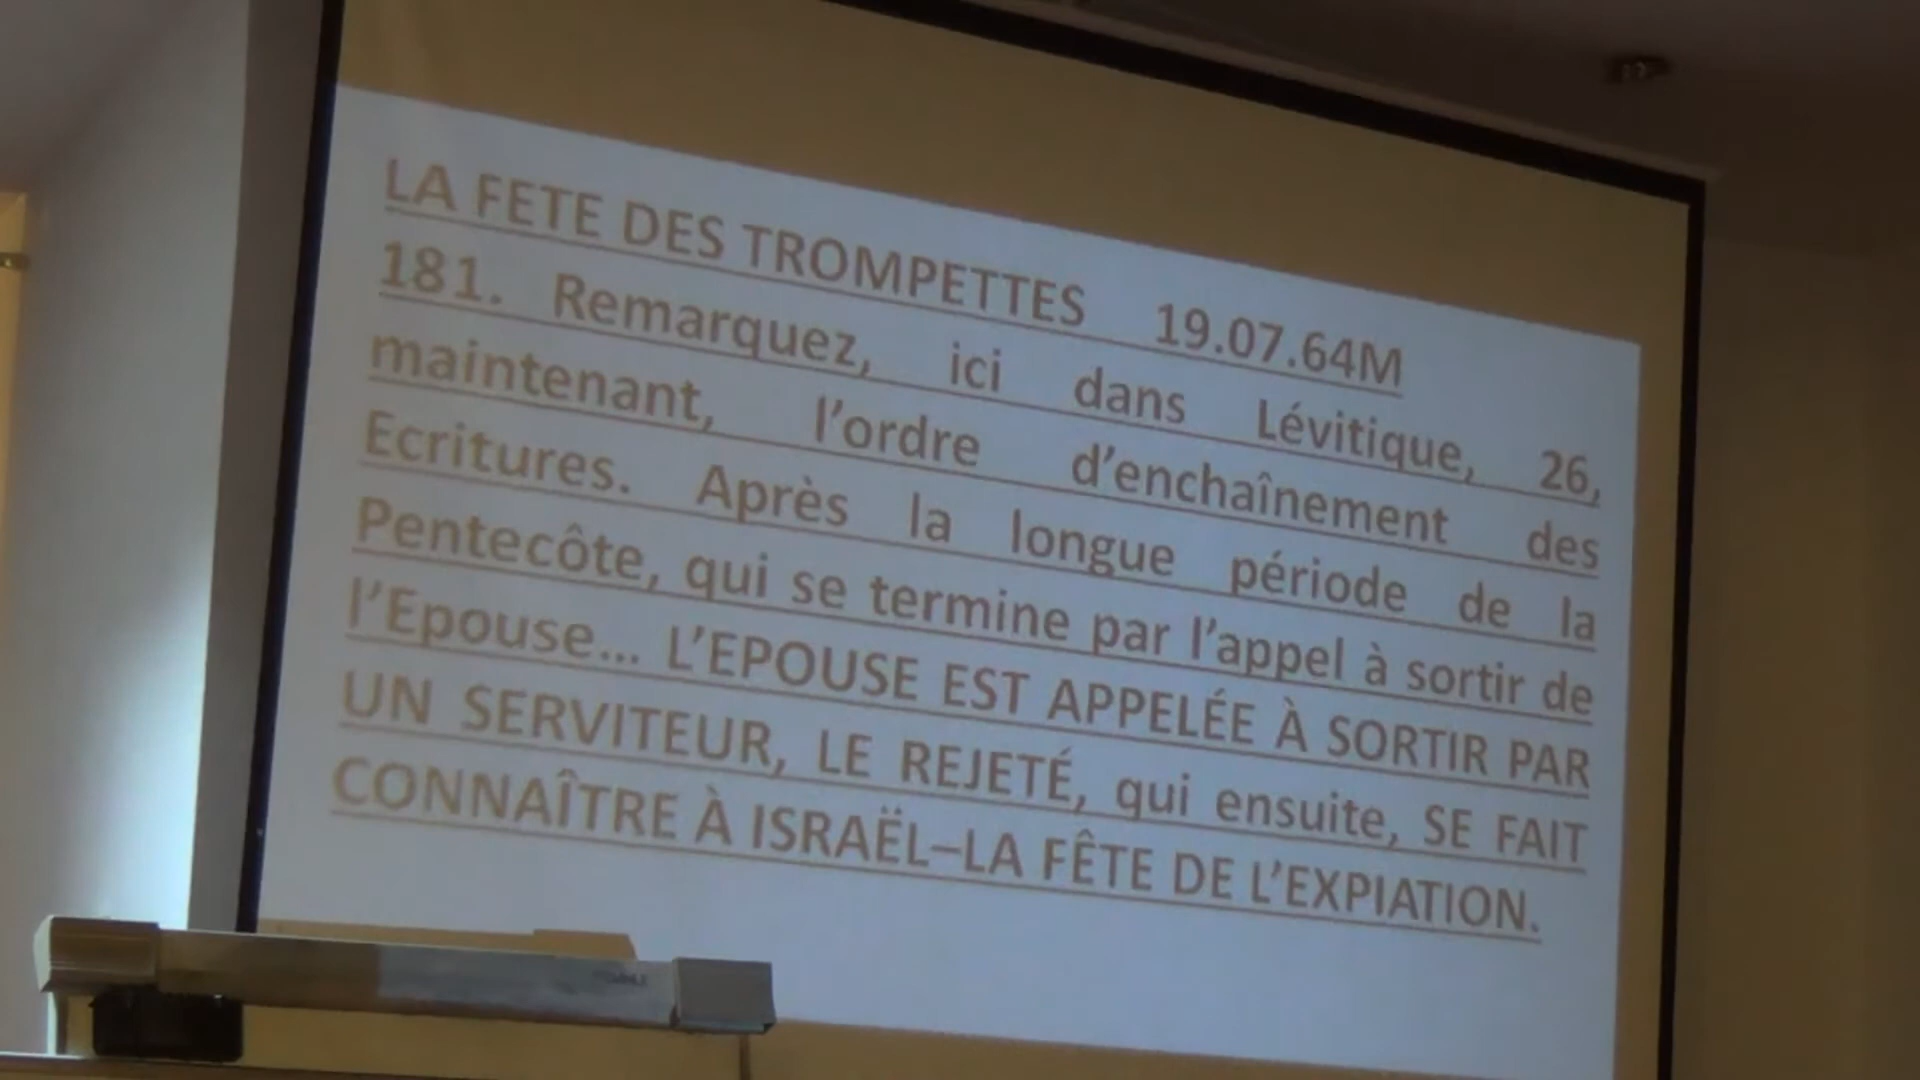 LA FETE DES TROMPETTES 19.07.64M
181. Remarquez, ici dans Lévitique, 26,
maintenant, l'ordre d'enchaînement des
Ecritures. Après la longue période de la
Pentecôte, qui se termine par l'appel à sortir de
l'Epouse... L'EPOUSE EST APPELÉE À SORTIR PAR
UN SERVITEUR, LE REJETÉ, qui ensuite, SE FAIT
CONNAÎTRE À ISRAËL–LA FÊTE DE L'EXPIATION.